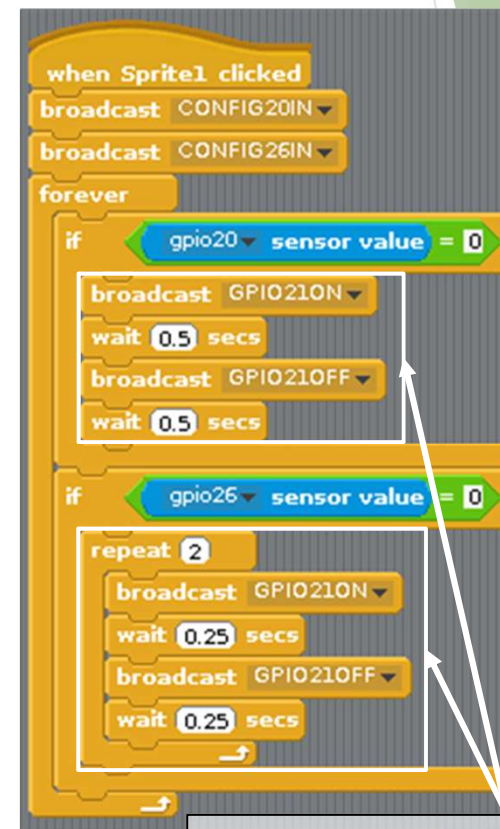 when Sprite1 clicked
broadcast CONFIG20IN
broadcast CONFIG26IN
forever
if gpio20 sensor value = 0
broadcast GPIO21ON
wait 0.5 secs
broadcast GPIO21OFF
wait 0.5 secs
if gpio26 sensor value = 0
repeat 2
broadcast GPIO21ON
wait 0.25 secs
broadcast GPIO21OFF
wait 0.25 secs